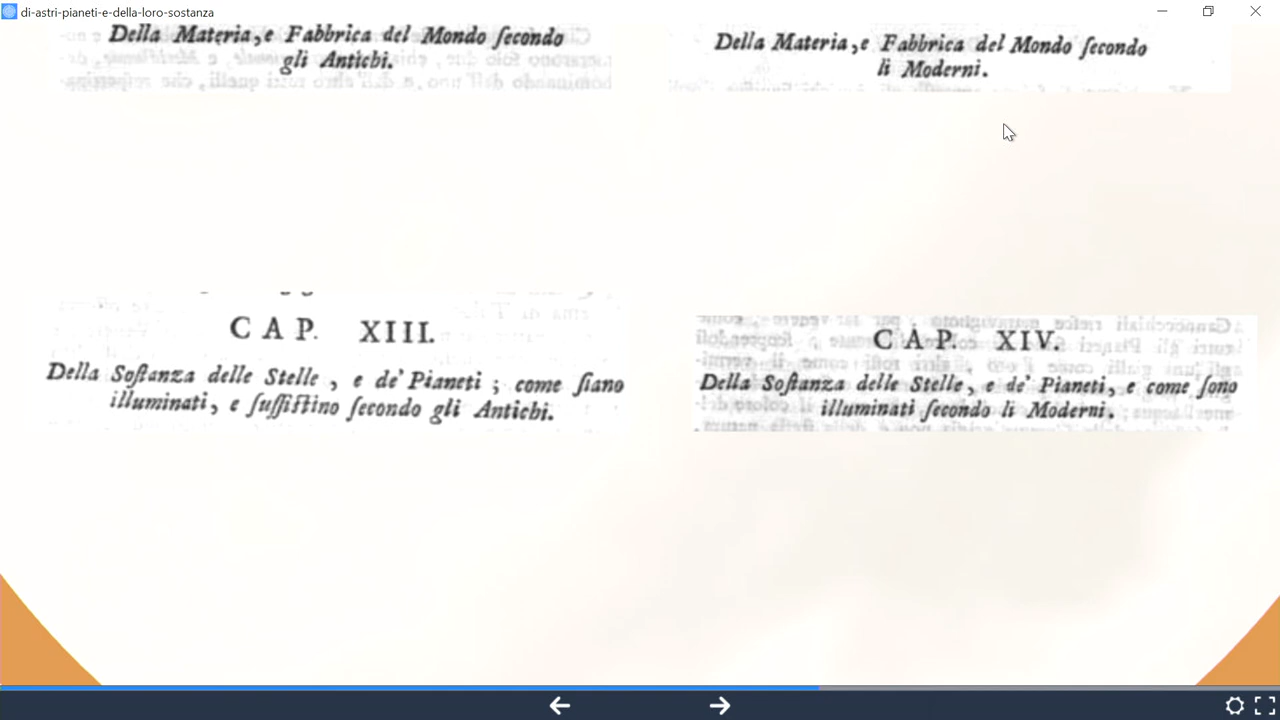 di-astri-pianeti-e-della-loro-sostanza
Della Materia, e Fabbrica del Mondo ſecondo
gli Antichi.
Della Materia, e Fabbrica del Mondo ſecondo
li Moderni.
CAP. XIII.
Della Soſtanza delle Stelle, e de' Pianeti; come ſiano
illuminati, e ſuſſiſtino ſecondo gli Antichi.
CAP. XIV.
Della Soſtanza delle Stelle, e de' Pianeti, e come ſono
illuminati ſecondo li Moderni.